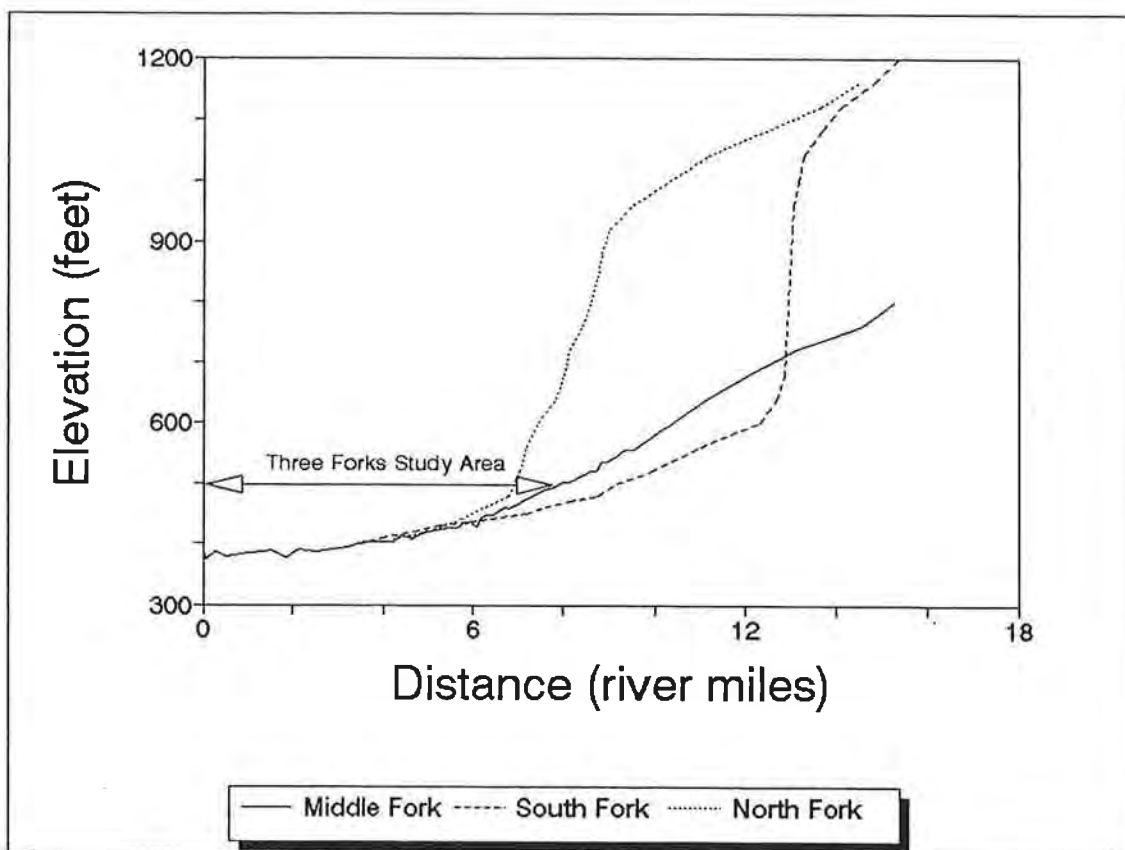 1200
900
600
300
Elevation (feet)
Three Forks Study Area
0 6 12 18
Distance (river miles)
Middle Fork South Fork North Fork